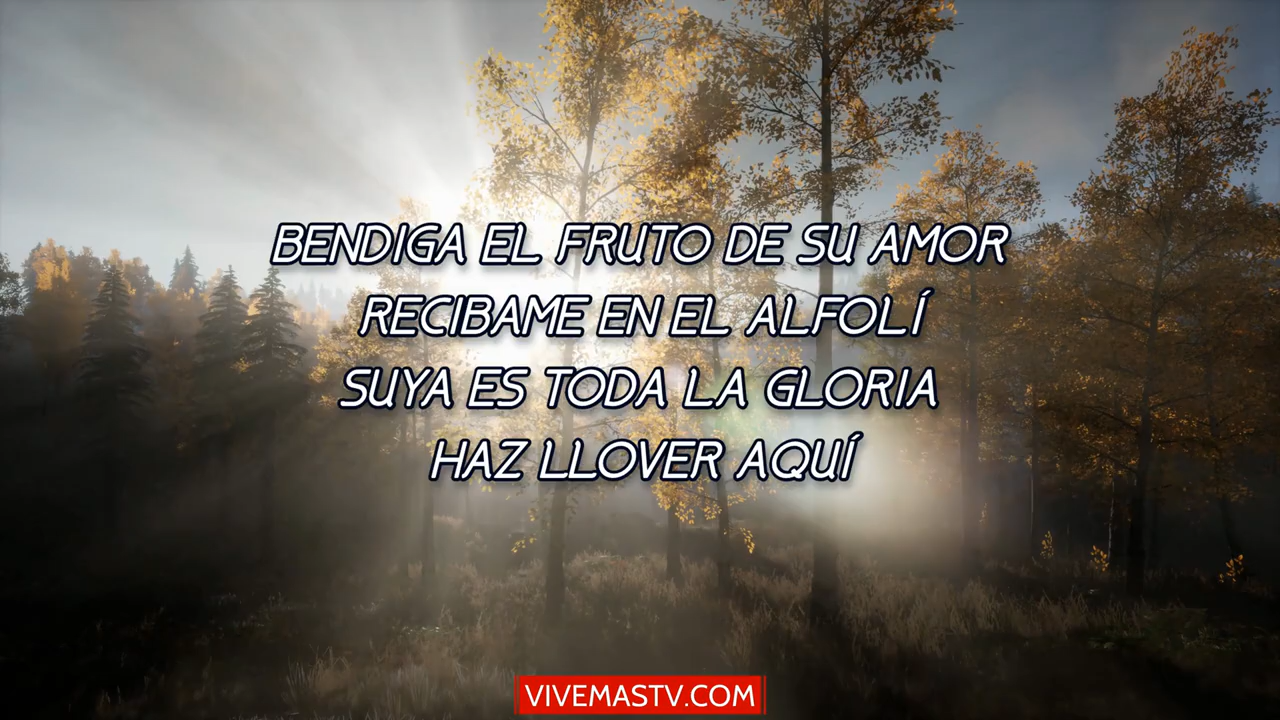 BENDIGA EL FRUTO DE SU AMOR
RECIBAME EN EL ALFOLÍ
SUYA ES TODA LA GLORIA
HAZ LLOVER AQUÍ
VIVEMASTV.COM